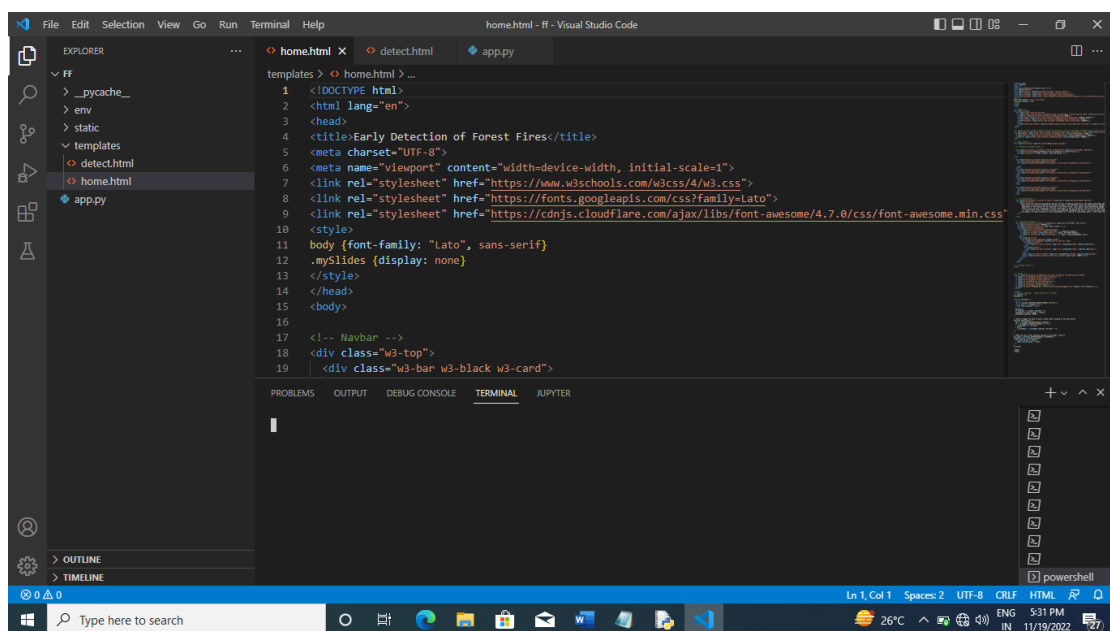 File Edit Selection View Go Run Terminal Help home.html - ff - Visual Studio Code
EXPLORER
FF
__pycache__
env
static
templates
detect.html
home.html
app.py
OUTLINE
TIMELINE
home.html detect.html app.py
templates > home.html > ...
1 <!DOCTYPE html>
2 <html lang="en">
3 <head>
4 <title>Early Detection of Forest Fires</title>
5 <meta charset="UTF-8">
6 <meta name="viewport" content="width=device-width, initial-scale=1">
7 <link rel="stylesheet" href="https://www.w3schools.com/w3css/4/w3.css">
8 <link rel="stylesheet" href="https://fonts.googleapis.com/css?family=Lato">
9 <link rel="stylesheet" href="https://cdnjs.cloudflare.com/ajax/libs/font-awesome/4.7.0/css/font-awesome.min.css"
10 <style>
11 body {font-family: "Lato", sans-serif}
12 .mySlides {display: none}
13 </style>
14 </head>
15 <body>
16
17 <!-- Navbar -->
18 <div class="w3-top">
19 <div class="w3-bar w3-black w3-card">
PROBLEMS OUTPUT DEBUG CONSOLE TERMINAL JUPYTER
powershell
0 0 Ln 1, Col 1 Spaces: 2 UTF-8 CRLF HTML
Type here to search 26°C ENG 5:31 PM
IN 11/19/2022 27